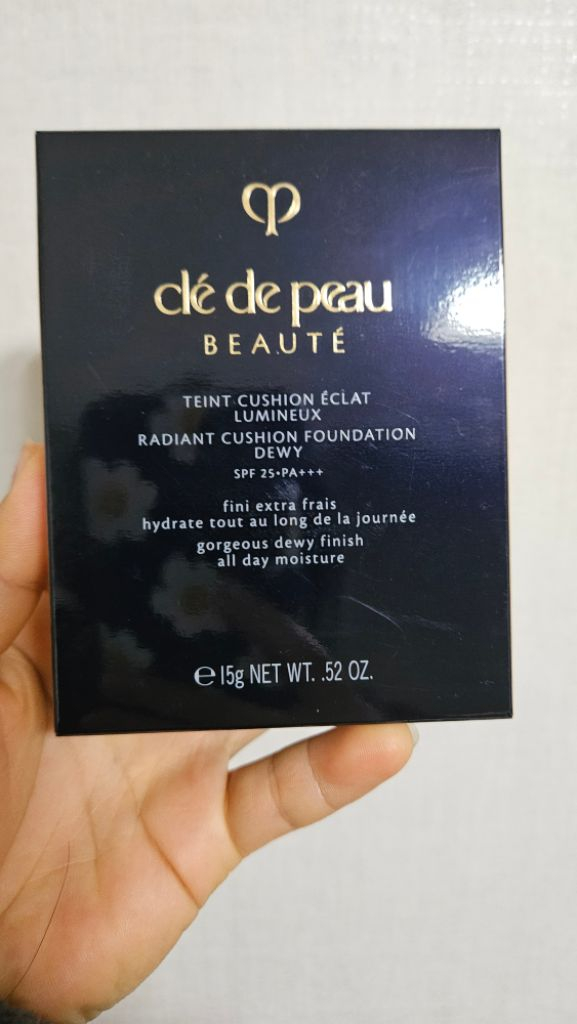 clé de peau
BEAUTÉ
TEINT CUSHION ÉCLAT
LUMINEUX
RADIANT CUSHION FOUNDATION
DEWY
SPF 25•PA+++
fini extra frais
hydrate tout au long de la journée
gorgeous dewy finish
all day moisture
℮ 15g NET WT. .52 OZ.